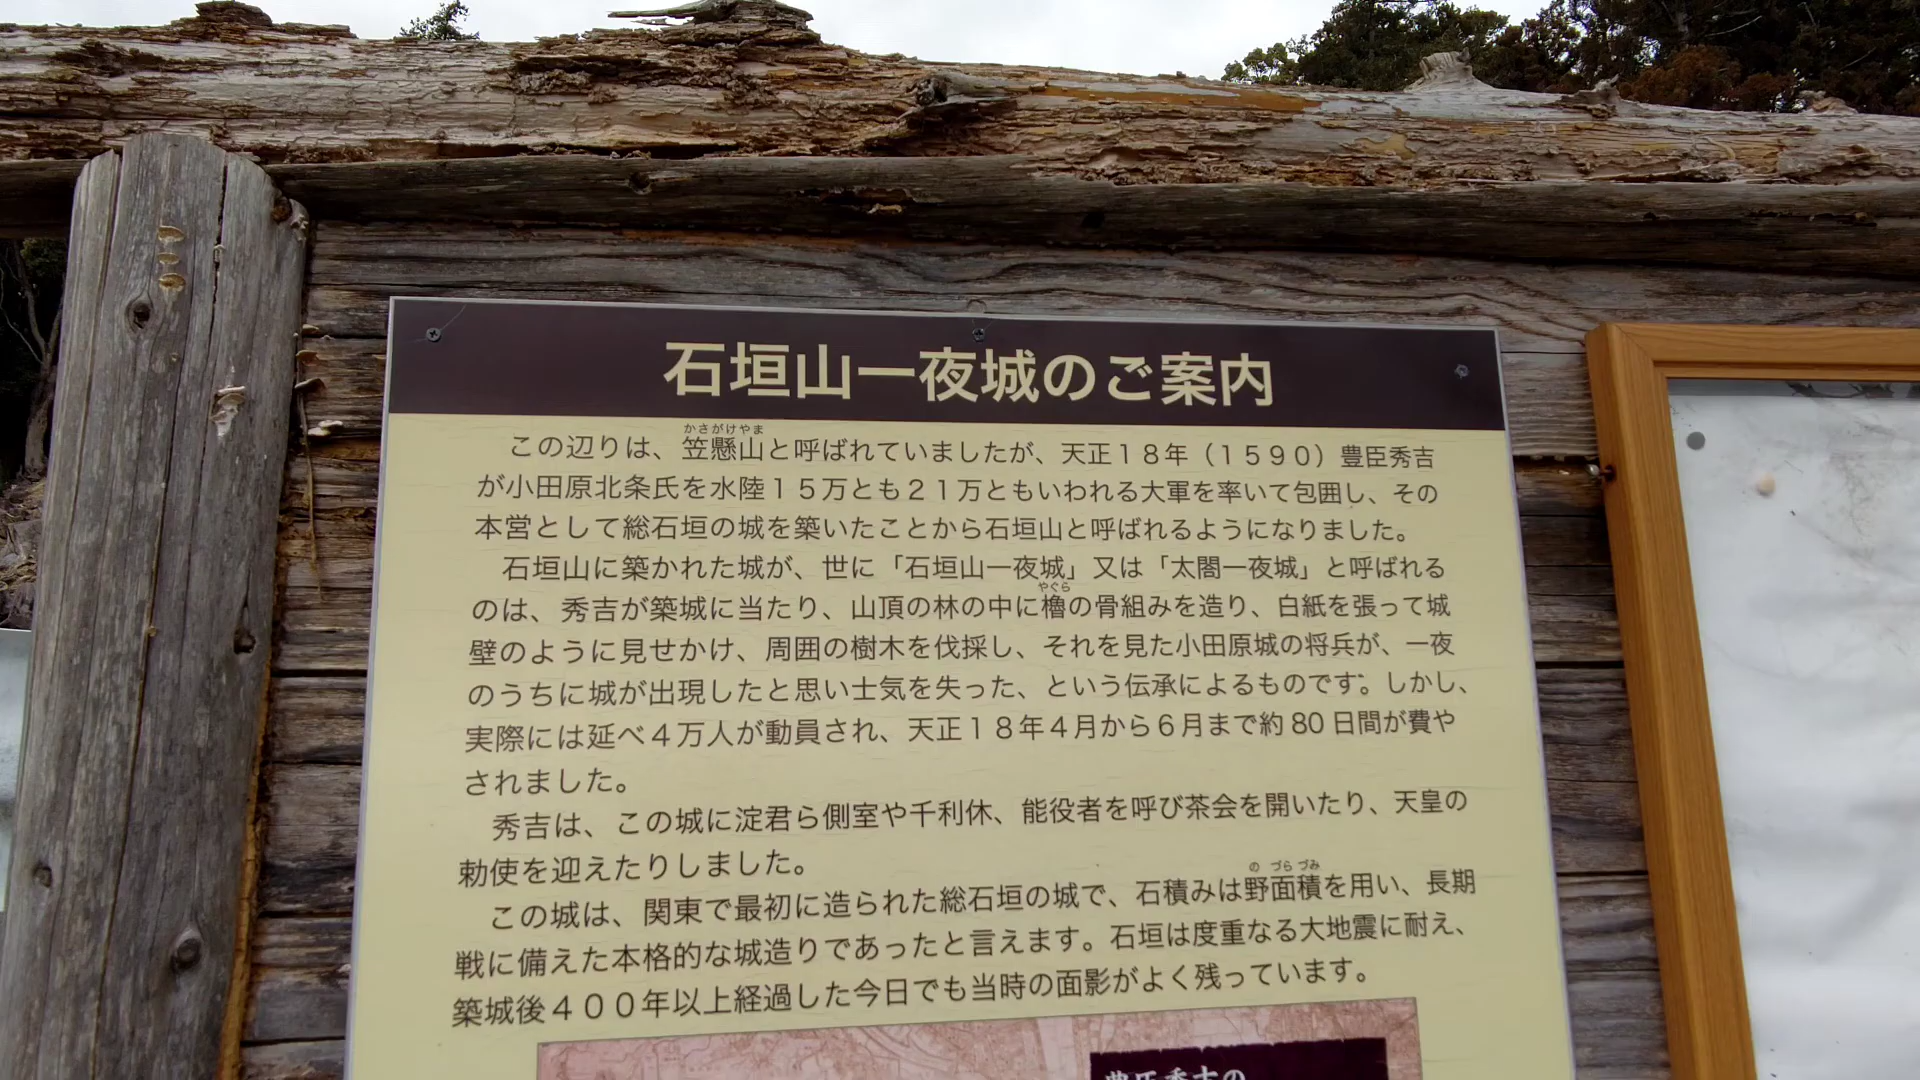 石垣山一夜城のご案内
かさがけやま
この辺りは、笠懸山と呼ばれていましたが、天正18年（1590）豊臣秀吉
が小田原北条氏を水陸15万とも21万ともいわれる大軍を率いて包囲し、その
本営として総石垣の城を築いたことから石垣山と呼ばれるようになりました。
石垣山に築かれた城が、世に「石垣山一夜城」又は「太閤一夜城」と呼ばれる
やぐら
のは、秀吉が築城に当たり、山頂の林の中に櫓の骨組みを造り、白紙を張って城
壁のように見せかけ、周囲の樹木を伐採し、それを見た小田原城の将兵が、一夜
のうちに城が出現したと思い士気を失った、という伝承によるものです。しかし、
実際には延べ4万人が動員され、天正18年4月から6月まで約80日間が費や
されました。
秀吉は、この城に淀君ら側室や千利休、能役者を呼び茶会を開いたり、天皇の
勅使を迎えたりしました。
の づら づみ
この城は、関東で最初に造られた総石垣の城で、石積みは野面積を用い、長期
戦に備えた本格的な城造りであったと言えます。石垣は度重なる大地震に耐え、
築城後400年以上経過した今日でも当時の面影がよく残っています。
豊臣秀吉の